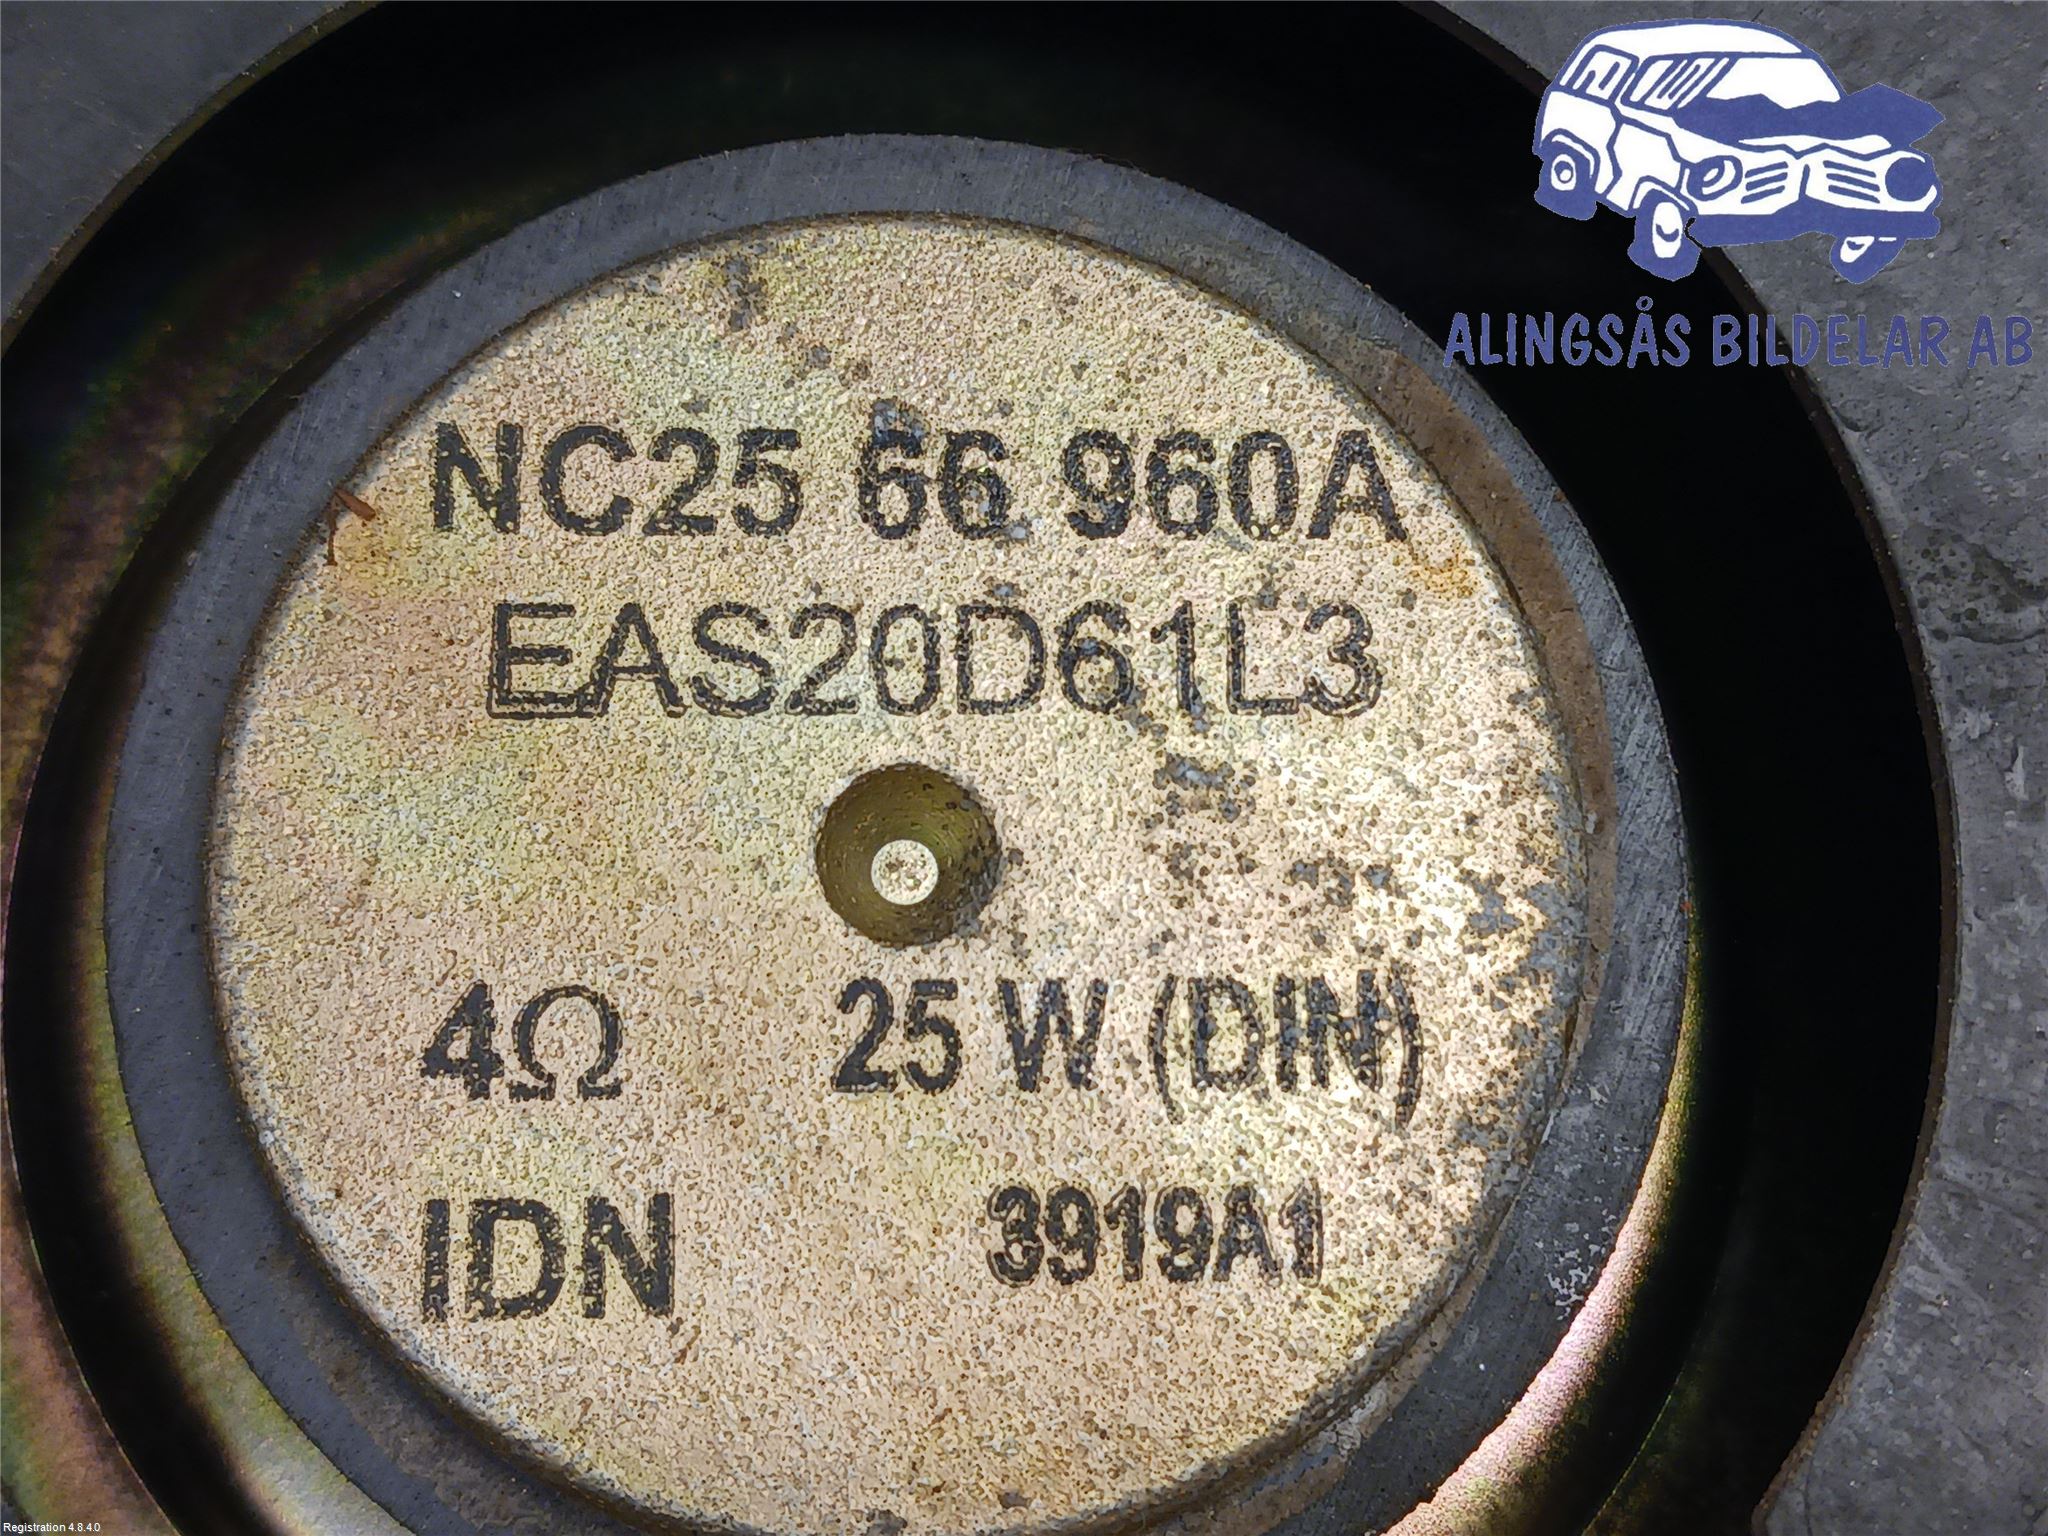 ALINGSÅS BILDELAR AB
NC25 66 960A
EAS20D61L3
4Ω 25 W (DIN)
IDN 3919A1
Registration 4.8.4.0